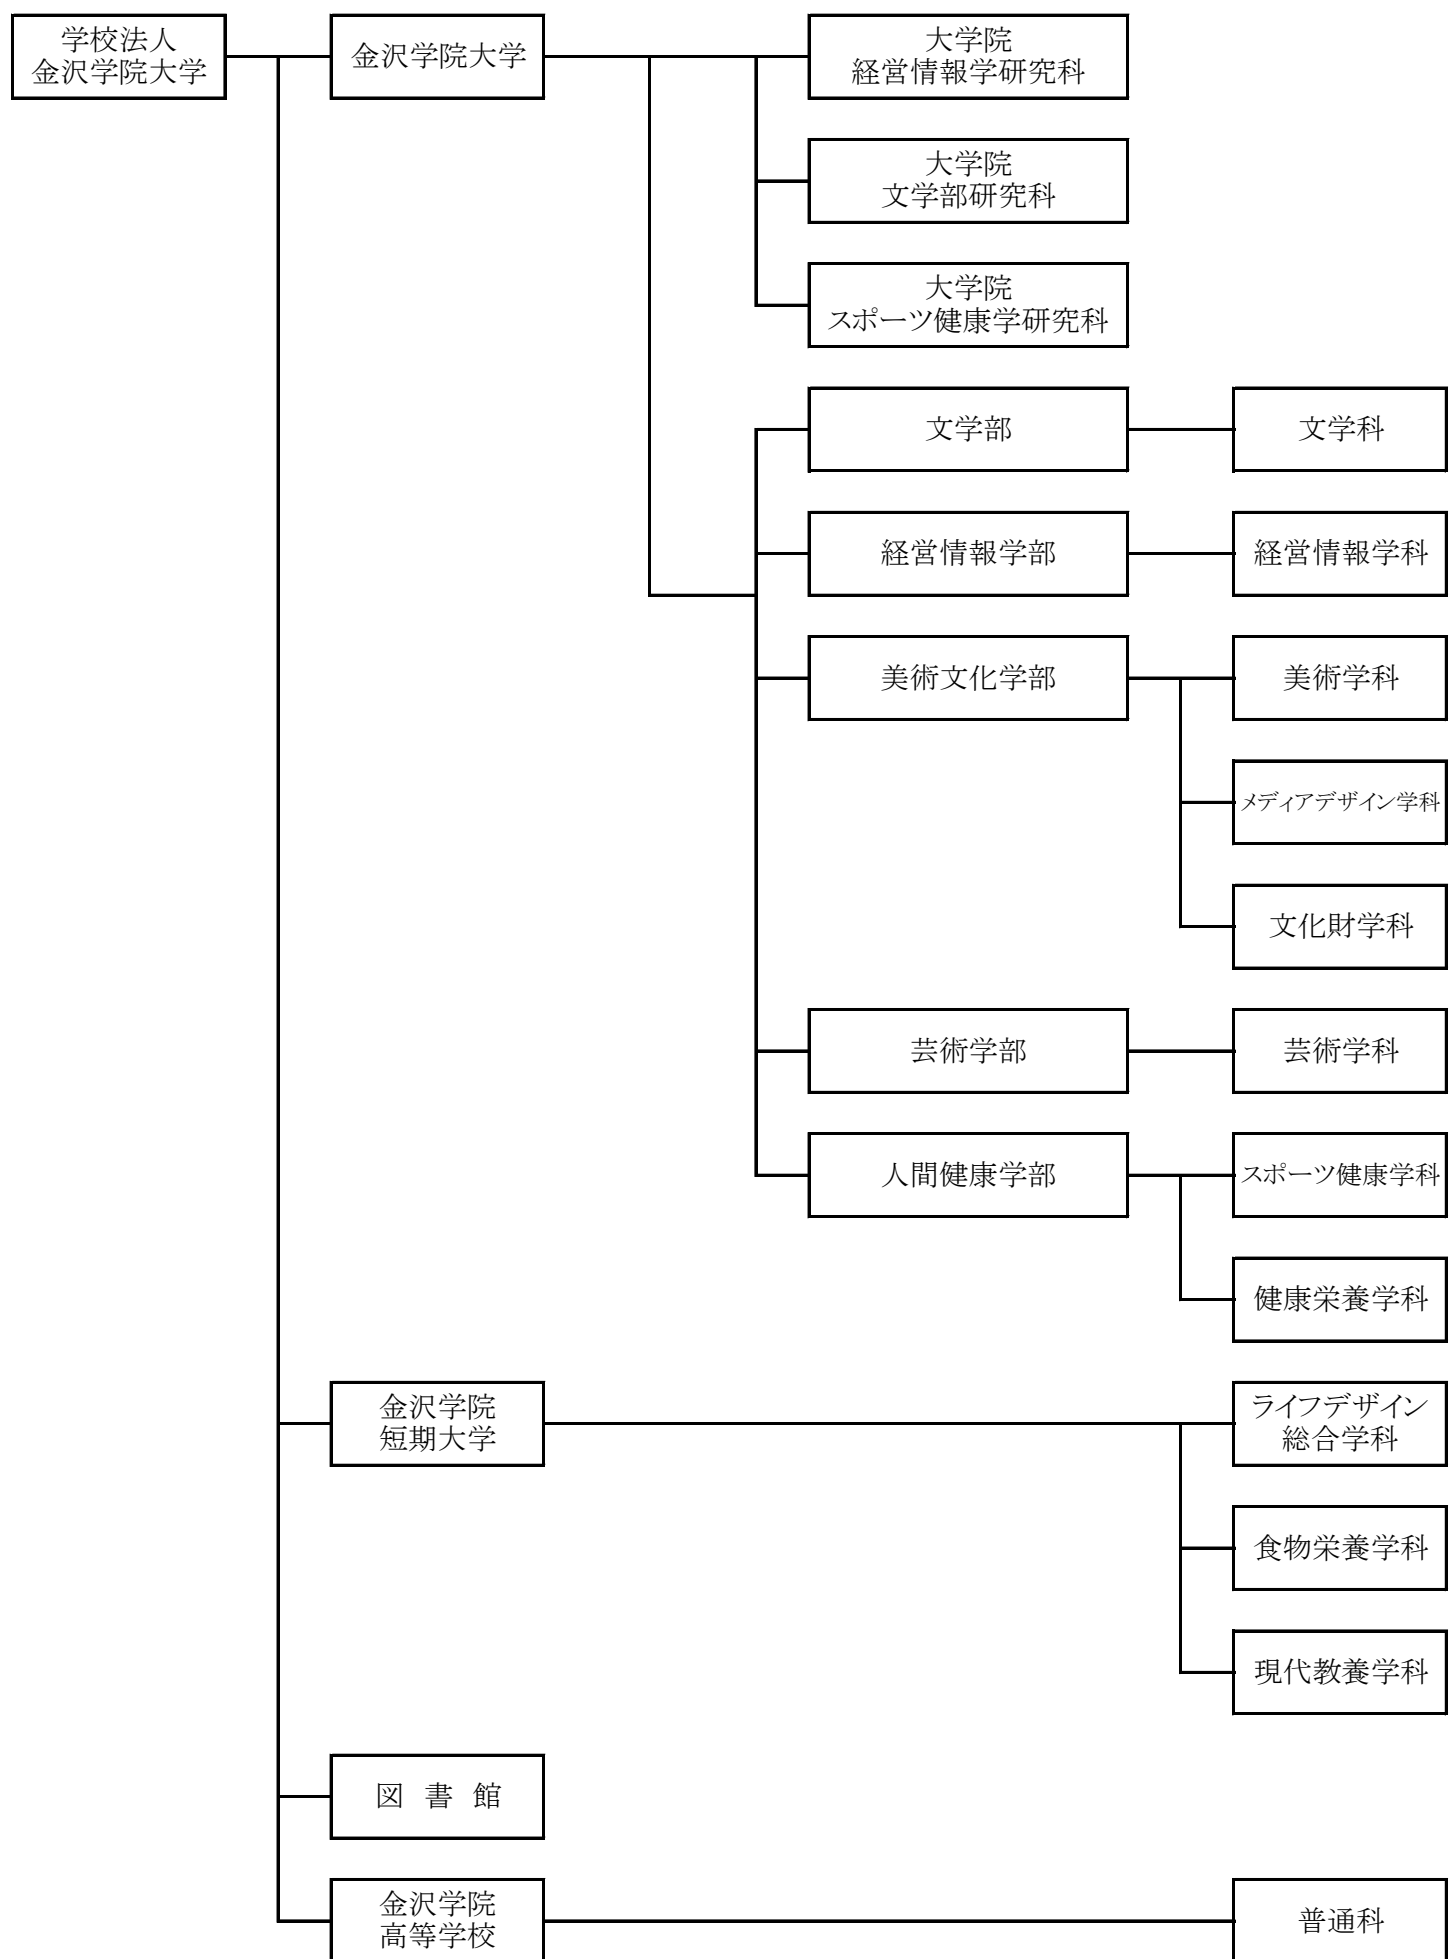 学校法人
金沢学院大学
金沢学院大学
大学院
経営情報学研究科
大学院
文学部研究科
大学院
スポーツ健康学研究科
文学部
文学科
経営情報学部
経営情報学科
美術文化学部
美術学科
メディアデザイン学科
文化財学科
芸術学部
芸術学科
人間健康学部
スポーツ健康学科
健康栄養学科
金沢学院
短期大学
ライフデザイン
総合学科
食物栄養学科
現代教養学科
図 書 館
金沢学院
高等学校
普通科